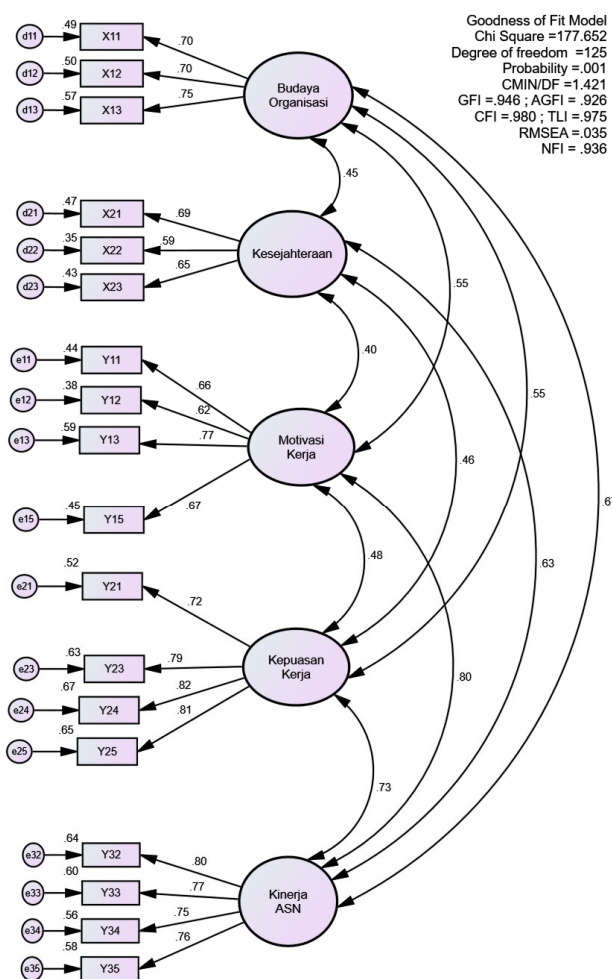 Goodness of Fit Model
Chi Square =177.652
Degree of freedom =125
Probability =.001
CMIN/DF =1.421
GFI =.946 ; AGFI = .926
CFI =.980 ; TLI =.975
RMSEA =.035
NFI = .936
d11 .49 X11 .70
d12 .50 X12 .70
d13 .57 X13 .75
Budaya
Organisasi
.45
d21 .47 X21 .69
d22 .35 X22 .59
d23 .43 X23 .65
Kesejahteraan
.55
.40
e11 .44 Y11 .66
e12 .38 Y12 .62
e13 .59 Y13 .77
e15 .45 Y15 .67
Motivasi
Kerja
.55
.46
.48
.63
e21 .52 Y21 .72
e23 .63 Y23 .79
e24 .67 Y24 .82
e25 .65 Y25 .81
Kepuasan
Kerja
.80
.73
e32 .64 Y32 .80
e33 .60 Y33 .77
e34 .56 Y34 .75
e35 .58 Y35 .76
Kinerja
ASN